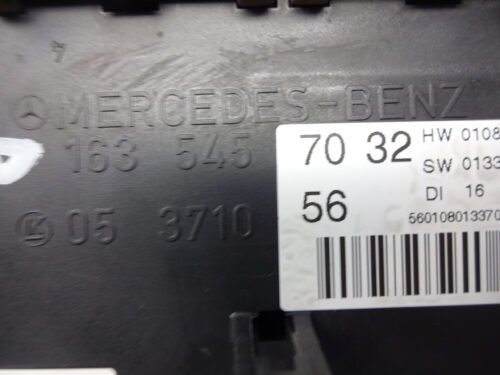 MERCEDES-BENZ
163 545 70 32
HW 0108
SW 0133
56
DI 16
05 3710
560108013370